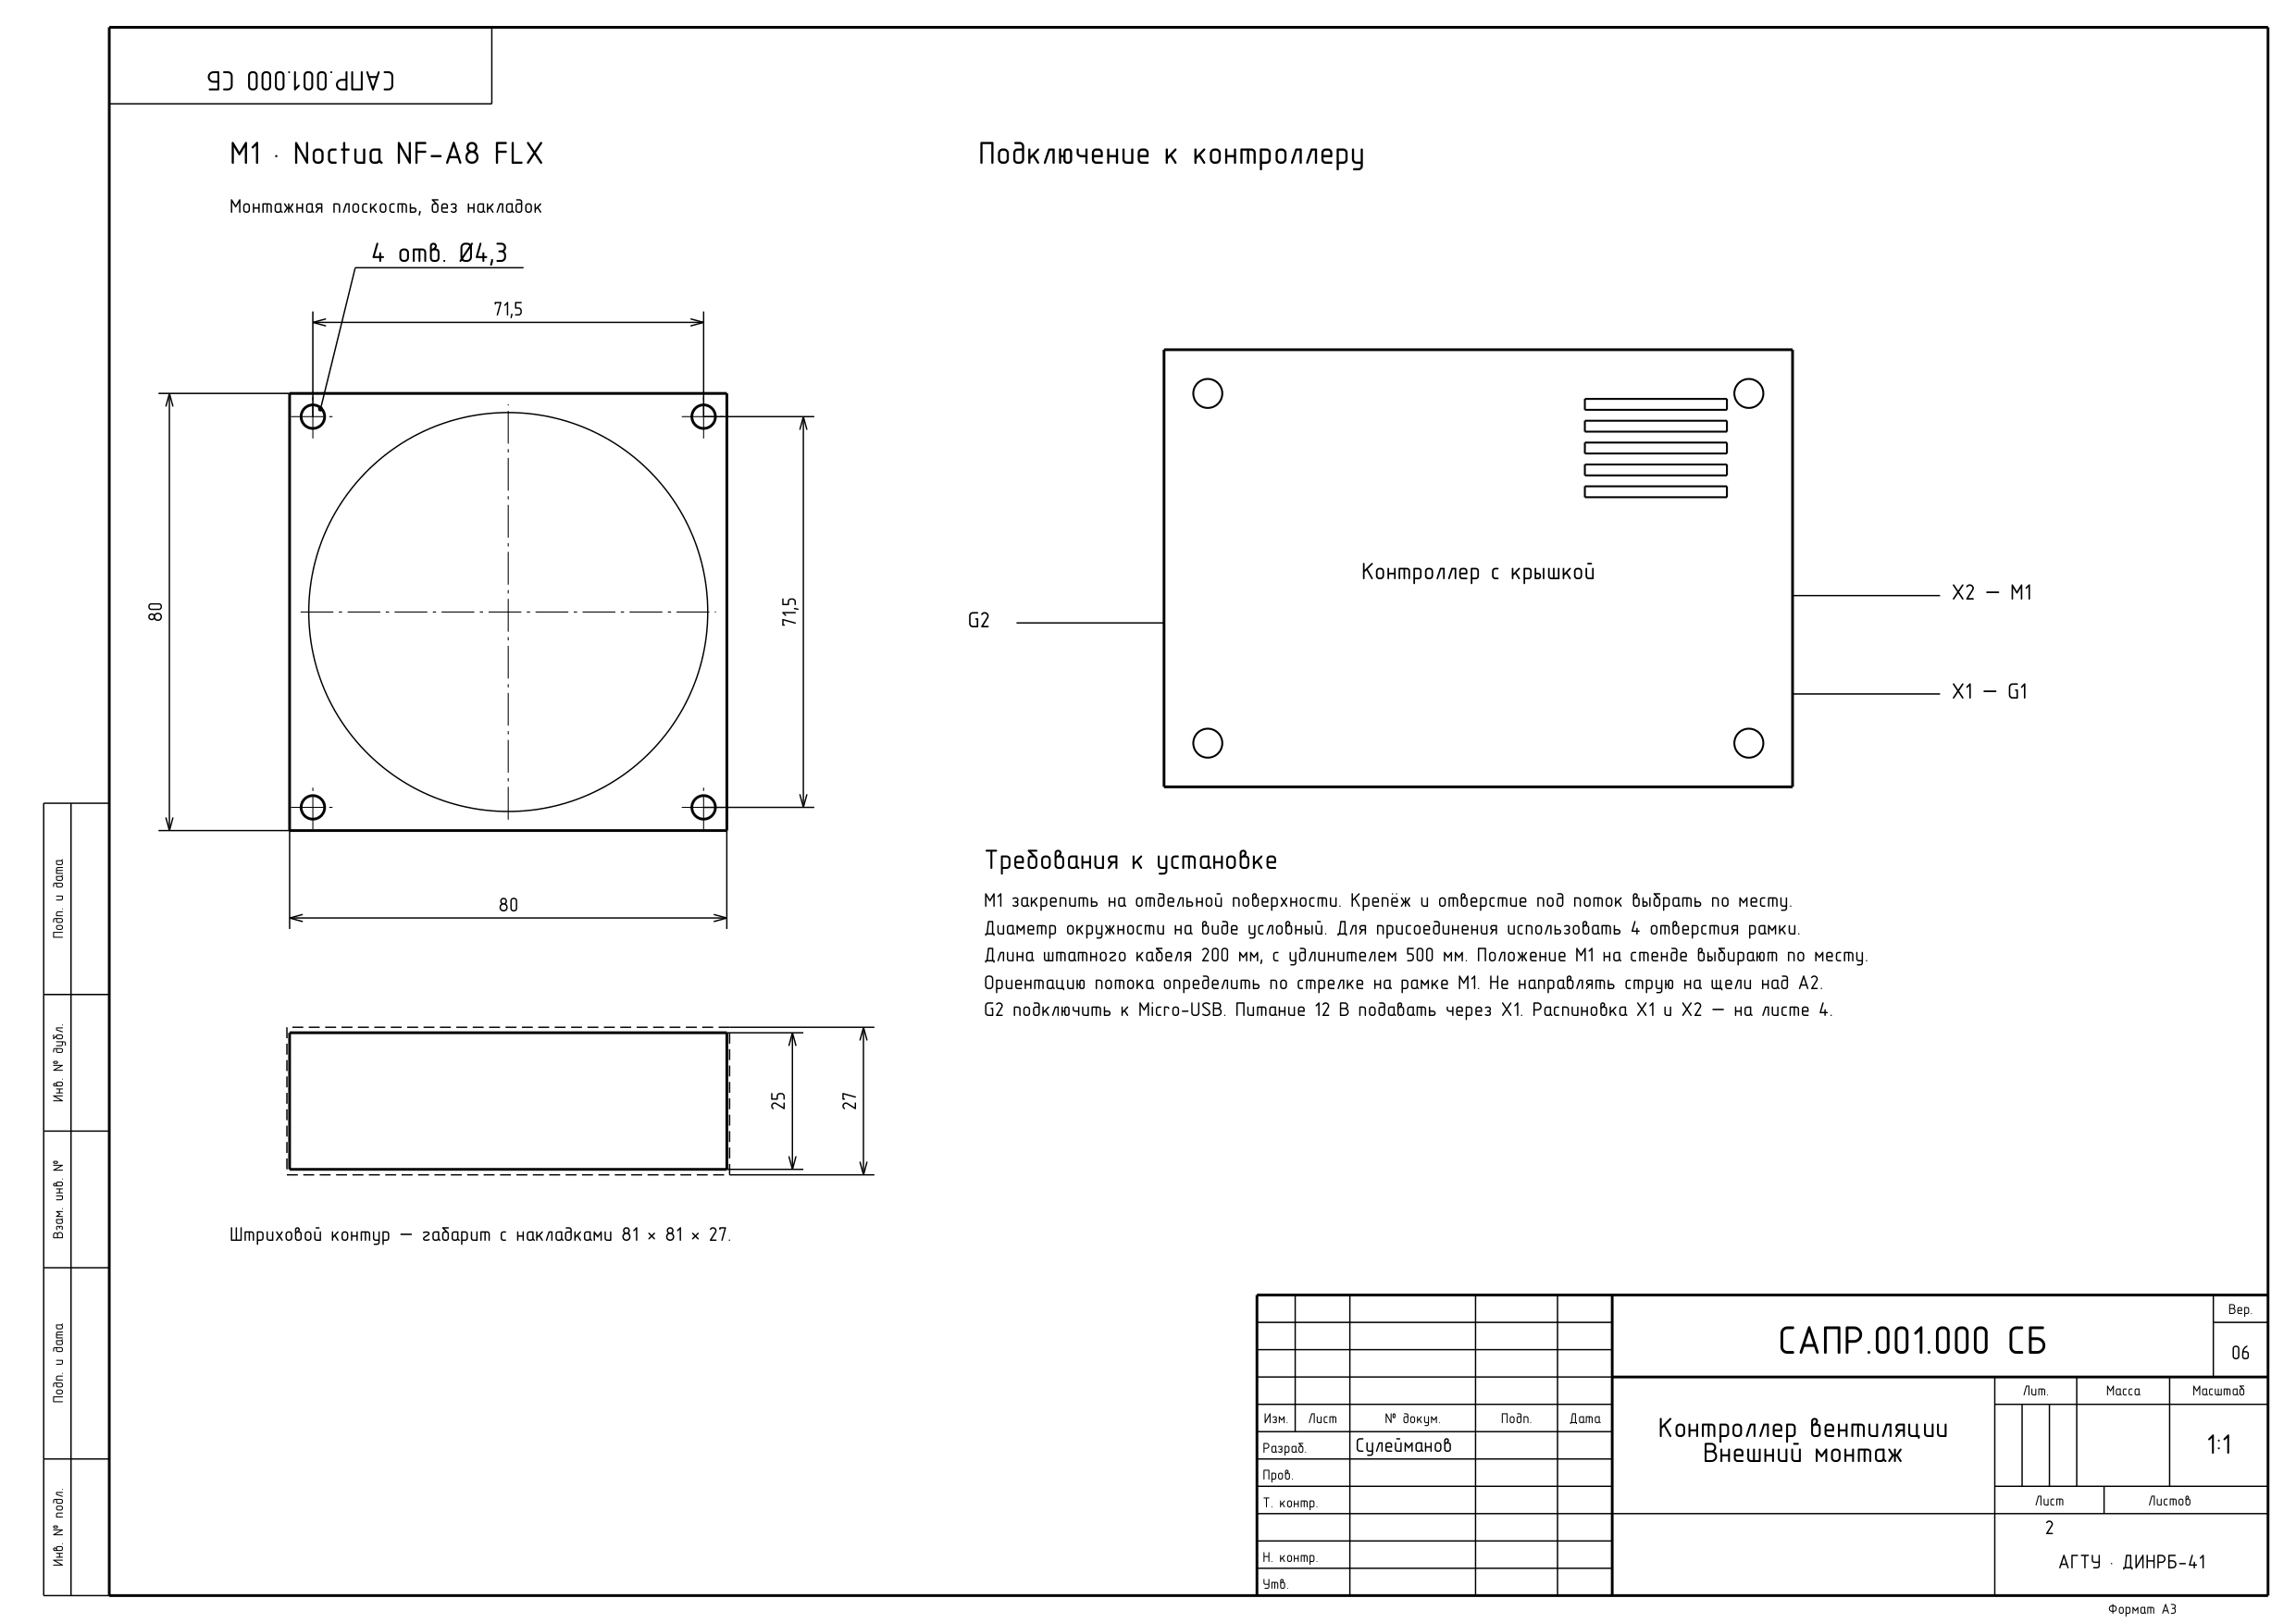 САПР.001.000 СБ
М1 · Noctua NF-A8 FLX
Подключение к контроллеру
Монтажная плоскость, без накладок
4 отв. Ø4,3
71,5
80
71,5
80
Контроллер с крышкой
G2
X2 — M1
X1 — G1
Требования к установке
М1 закрепить на отдельной поверхности. Крепёж и отверстие под поток выбрать по месту.
Диаметр окружности на виде условный. Для присоединения использовать 4 отверстия рамки.
Длина штатного кабеля 200 мм, с удлинителем 500 мм. Положение М1 на стенде выбирают по месту.
Ориентацию потока определить по стрелке на рамке М1. Не направлять струю на щели над А2.
G2 подключить к Micro-USB. Питание 12 В подавать через X1. Распиновка X1 и X2 — на листе 4.
25
27
Штриховой контур — габарит с накладками 81 × 81 × 27.
Подп. и дата
Инв. № дубл.
Взам. инв. №
Подп. и дата
Инв. № подл.
САПР.001.000 СБ
Вер.
06
Изм.
Лист
№ докум.
Подп.
Дата
Разраб.
Сулейманов
Пров.
Т. контр.
Н. контр.
Утв.
Контроллер вентиляции
Внешний монтаж
Лит.
Масса
Масштаб
1:1
Лист
Листов
2
АГТУ · ДИНРБ-41
Формат А3